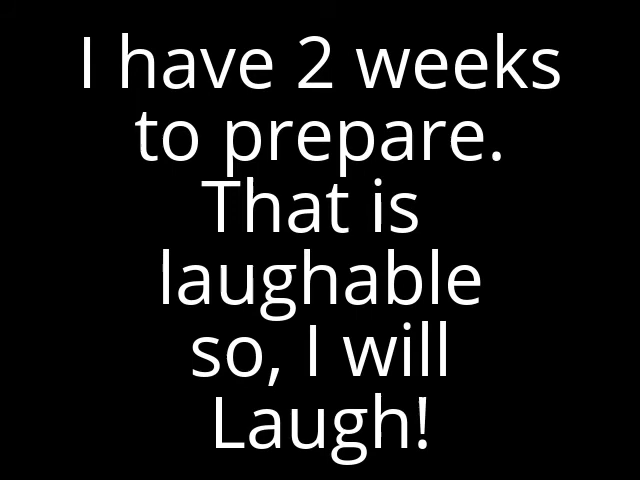 I have 2 weeks
to prepare.
That is
laughable
so, I will
Laugh!